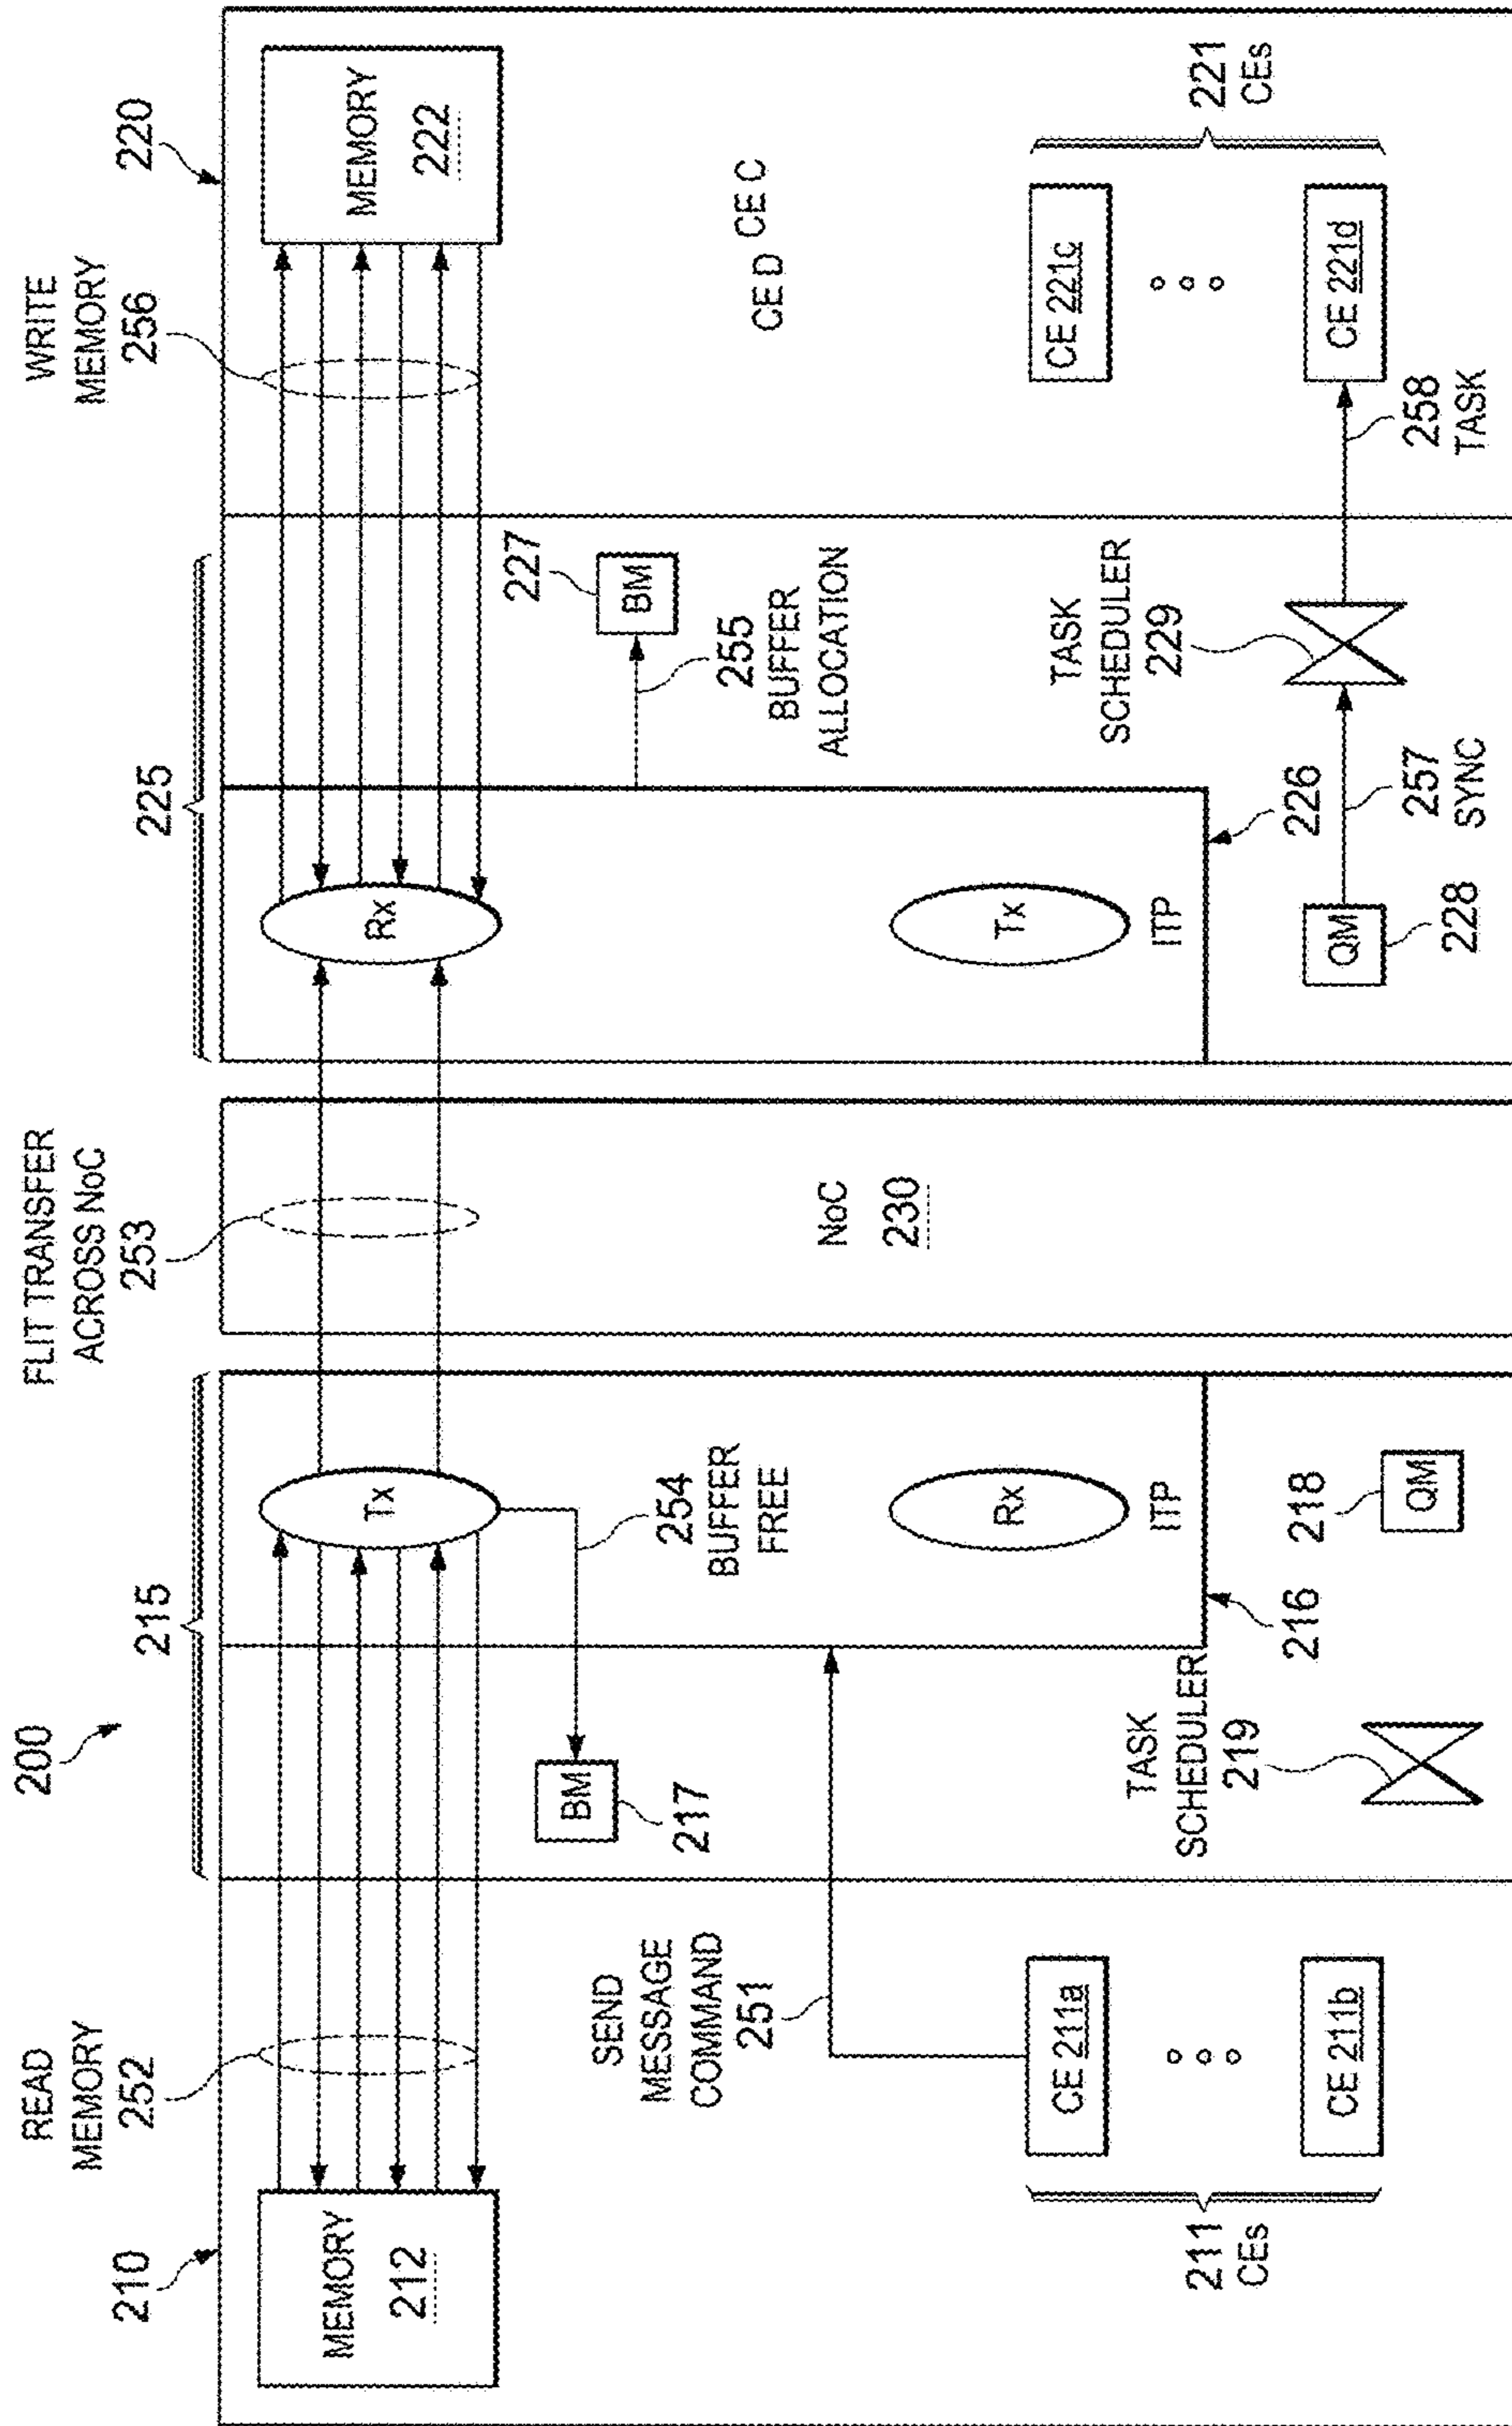 200
READ
MEMORY
252
FLIT TRANSFER
ACROSS NoC
253
WRITE
MEMORY
256
210
215
225
220
MEMORY
212
Tx
Rx
MEMORY
222
BM
217
254
BUFFER
FREE
BM
227
255
BUFFER
ALLOCATION
SEND
MESSAGE
COMMAND
251
NoC
230
CE D
CE C
CE 211a
CE 211b
211
CEs
Rx
ITP
216
TASK
SCHEDULER
219
QM
218
Tx
ITP
226
TASK
SCHEDULER
229
QM
228
257
SYNC
258
TASK
CE 221c
CE 221d
221
CEs